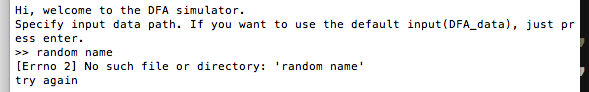 Hi, welcome to the DFA simulator.
Specify input data path. If you want to use the default input(DFA_data), just pr
ess enter.
>> random name
[Errno 2] No such file or directory: 'random name'
try again